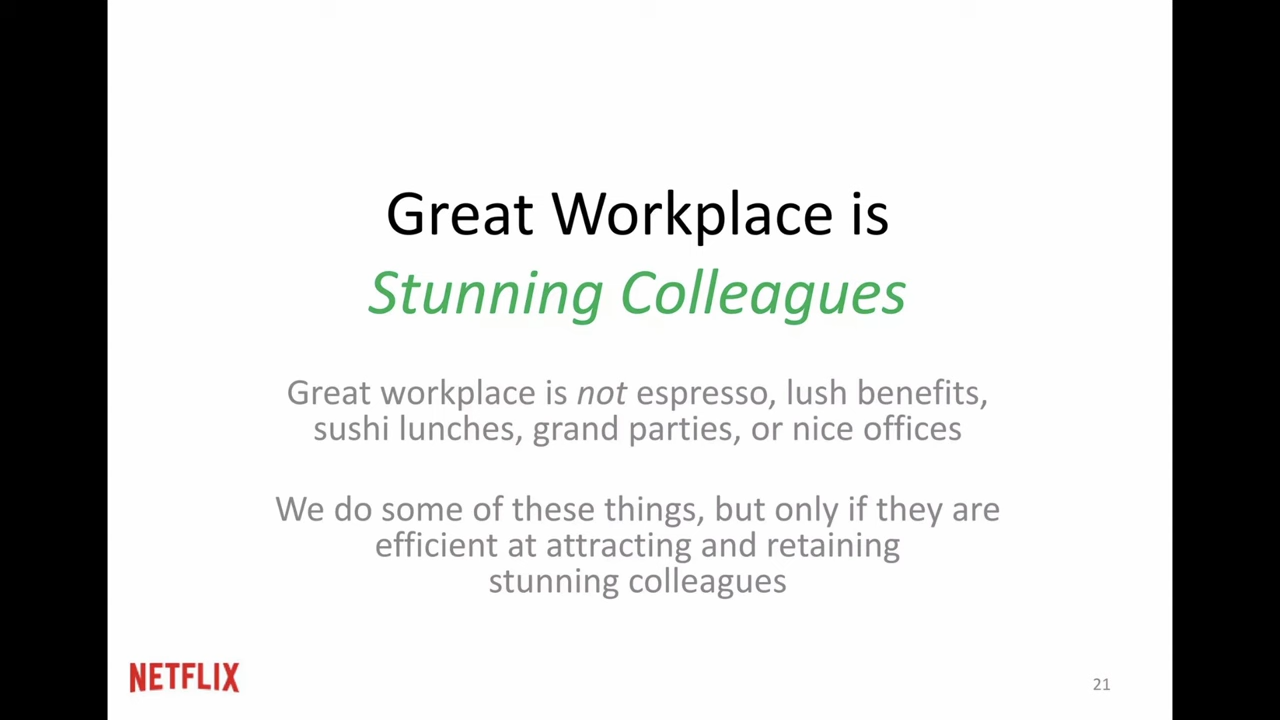 Great Workplace is
Stunning Colleagues
Great workplace is not espresso, lush benefits,
sushi lunches, grand parties, or nice offices
We do some of these things, but only if they are
efficient at attracting and retaining
stunning colleagues
NETFLIX
21